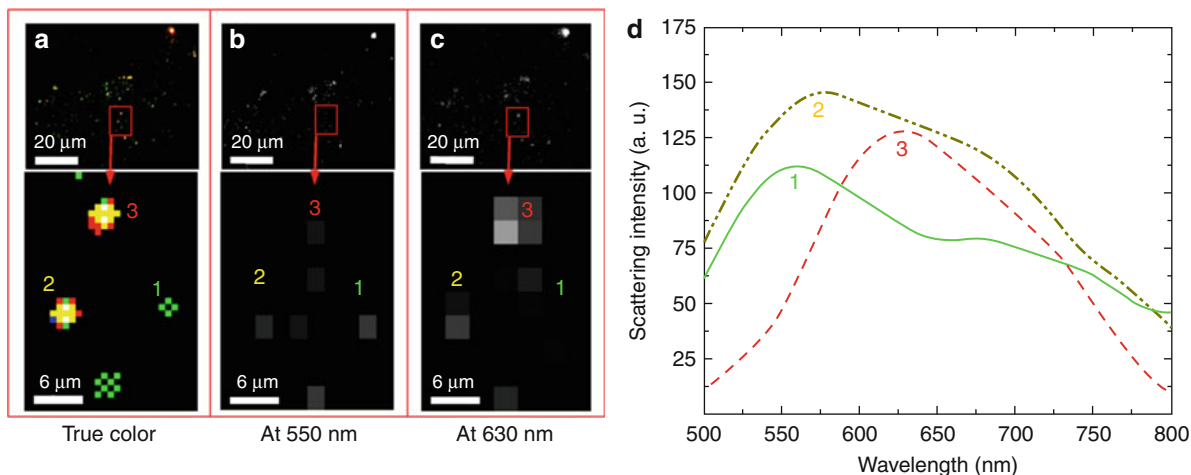 a
b
c
20 µm
20 µm
20 µm
3
2
1
6 µm
3
2
1
6 µm
3
2
1
6 µm
True color
At 550 nm
At 630 nm
d
Scattering intensity (a. u.)
175
150
125
100
75
50
25
2
3
1
500 550 600 650 700 750 800
Wavelength (nm)